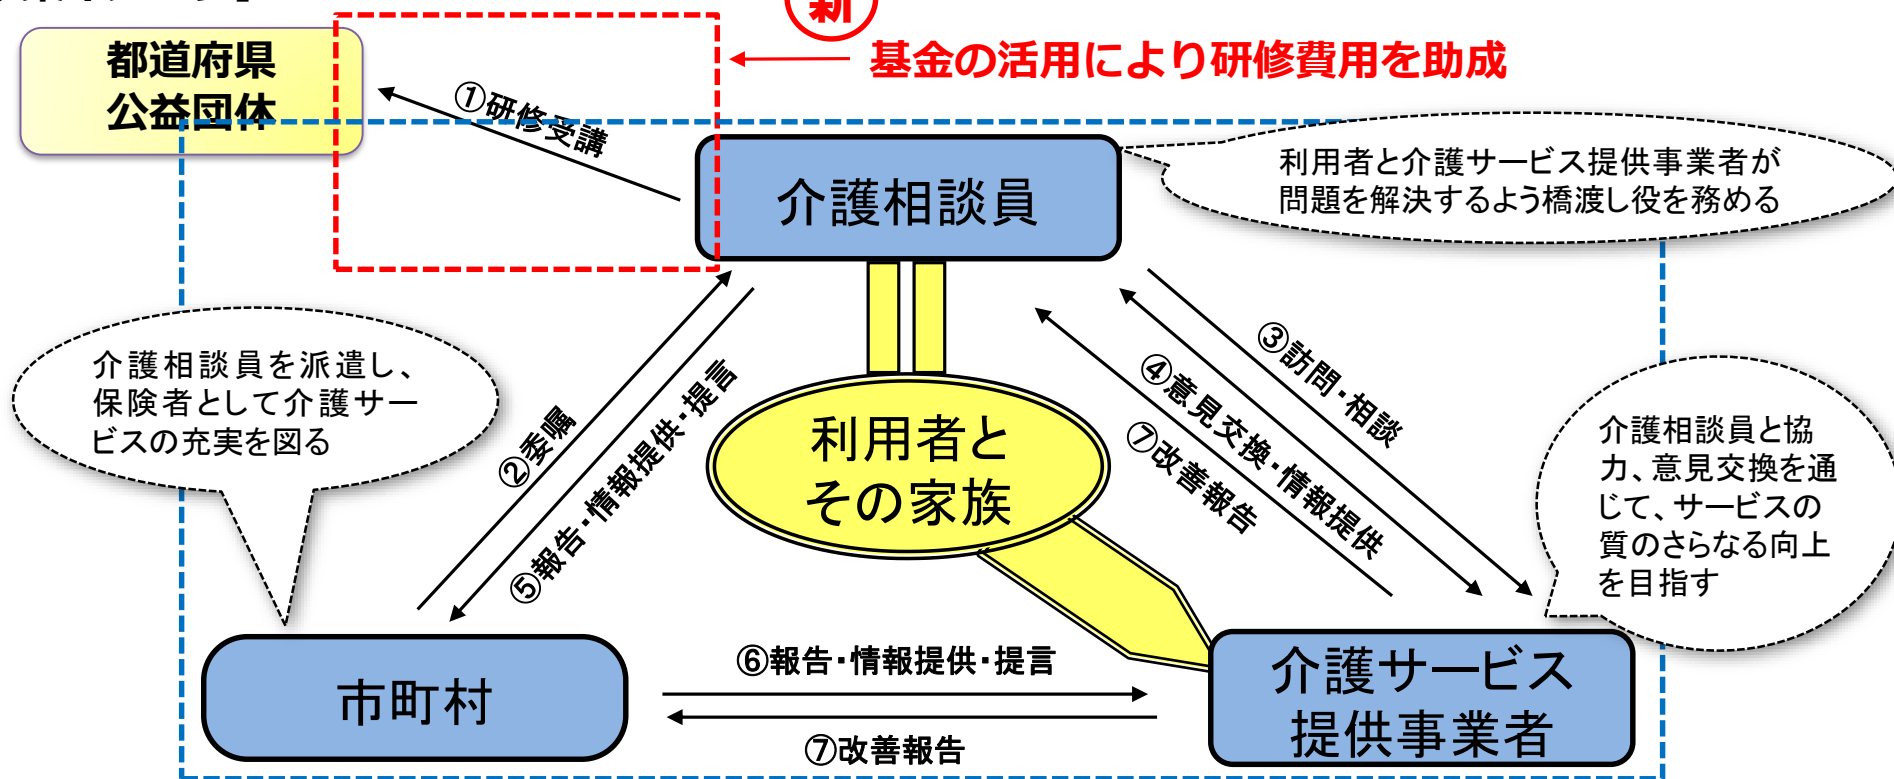 新
基金の活用により研修費用を助成
都道府県
公益団体
①研修受講
介護相談員
利用者と介護サービス提供事業者が
問題を解決するよう橋渡し役を務める
介護相談員を派遣し、
保険者として介護サー
ビスの充実を図る
②委嘱
⑤報告・情報提供・提言
利用者と
その家族
③訪問・相談
④意見交換・情報提供
⑦改善報告
介護相談員と協
力、意見交換を通
じて、サービスの
質のさらなる向上
を目指す
市町村
⑥報告・情報提供・提言
⑦改善報告
介護サービス
提供事業者